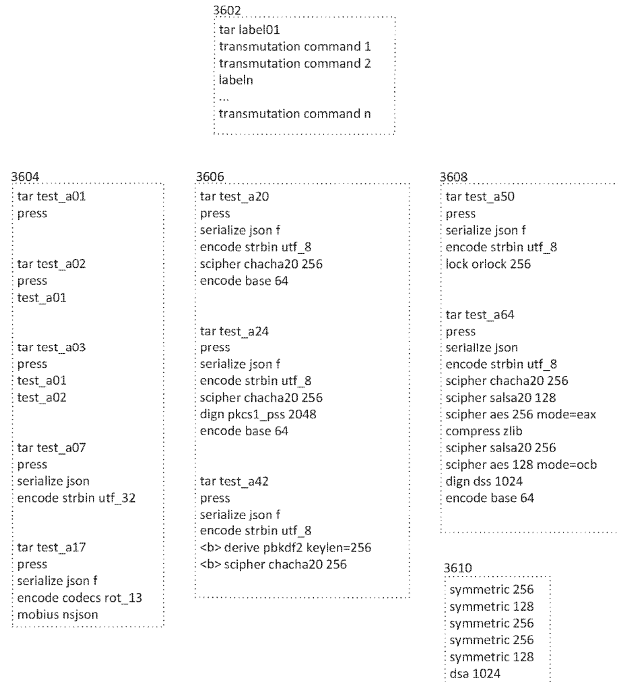 3602
tar label01
transmutation command 1
transmutation command 2
labeln
...
transmutation command n
3604
tar test_a01
press
tar test_a02
press
test_a01
tar test_a03
press
test_a01
test_a02
tar test_a07
press
serialize json
encode strbin utf_32
tar test_a17
press
serialize json f
encode codecs rot_13
mobius nsjson
3606
tar test_a20
press
serialize json f
encode strbin utf_8
scipher chacha20 256
encode base 64
tar test_a24
press
serialize json f
encode strbin utf_8
scipher chacha20 256
dign pkcs1_pss 2048
encode base 64
tar test_a42
press
serialize json f
encode strbin utf_8
<b> derive pbkdf2 keylen=256
<b> scipher chacha20 256
3608
tar test_a50
press
serialize json f
encode strbin utf_8
lock orlock 256
tar test_a64
press
serialize json
encode strbin utf_8
scipher chacha20 256
scipher salsa20 128
scipher aes 256 mode=eax
compress zlib
scipher salsa20 256
scipher aes 128 mode=ocb
dign dss 1024
encode base 64
3610
symmetric 256
symmetric 128
symmetric 256
symmetric 256
symmetric 128
dsa 1024